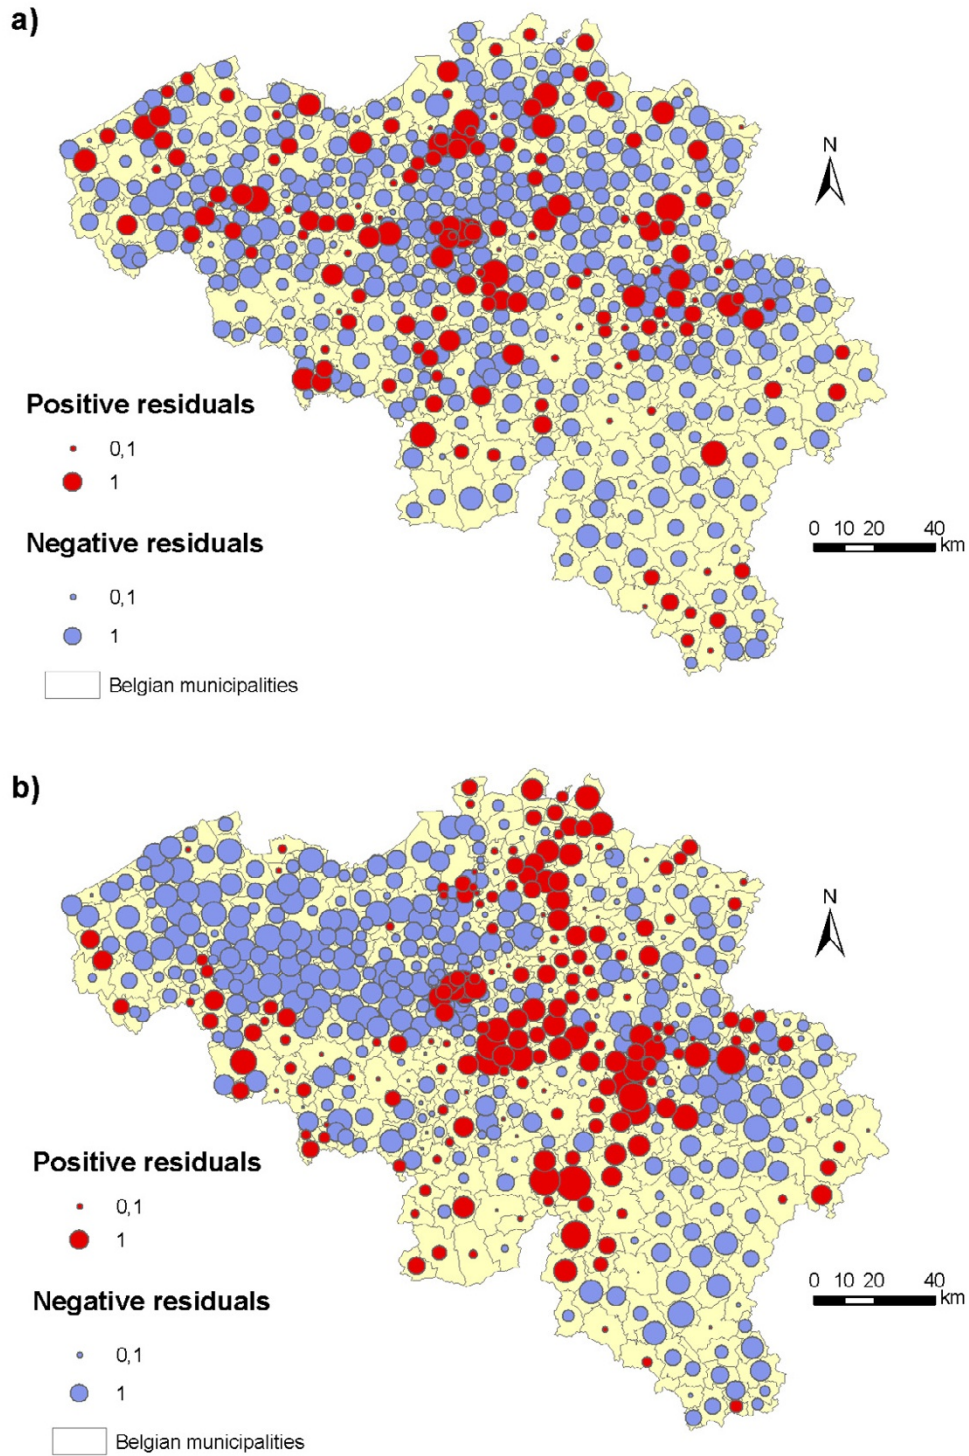 a)
N
Positive residuals
0,1
1
Negative residuals
0,1
1
Belgian municipalities
0 10 20 40
km
b)
N
Positive residuals
0,1
1
Negative residuals
0,1
1
Belgian municipalities
0 10 20 40
km